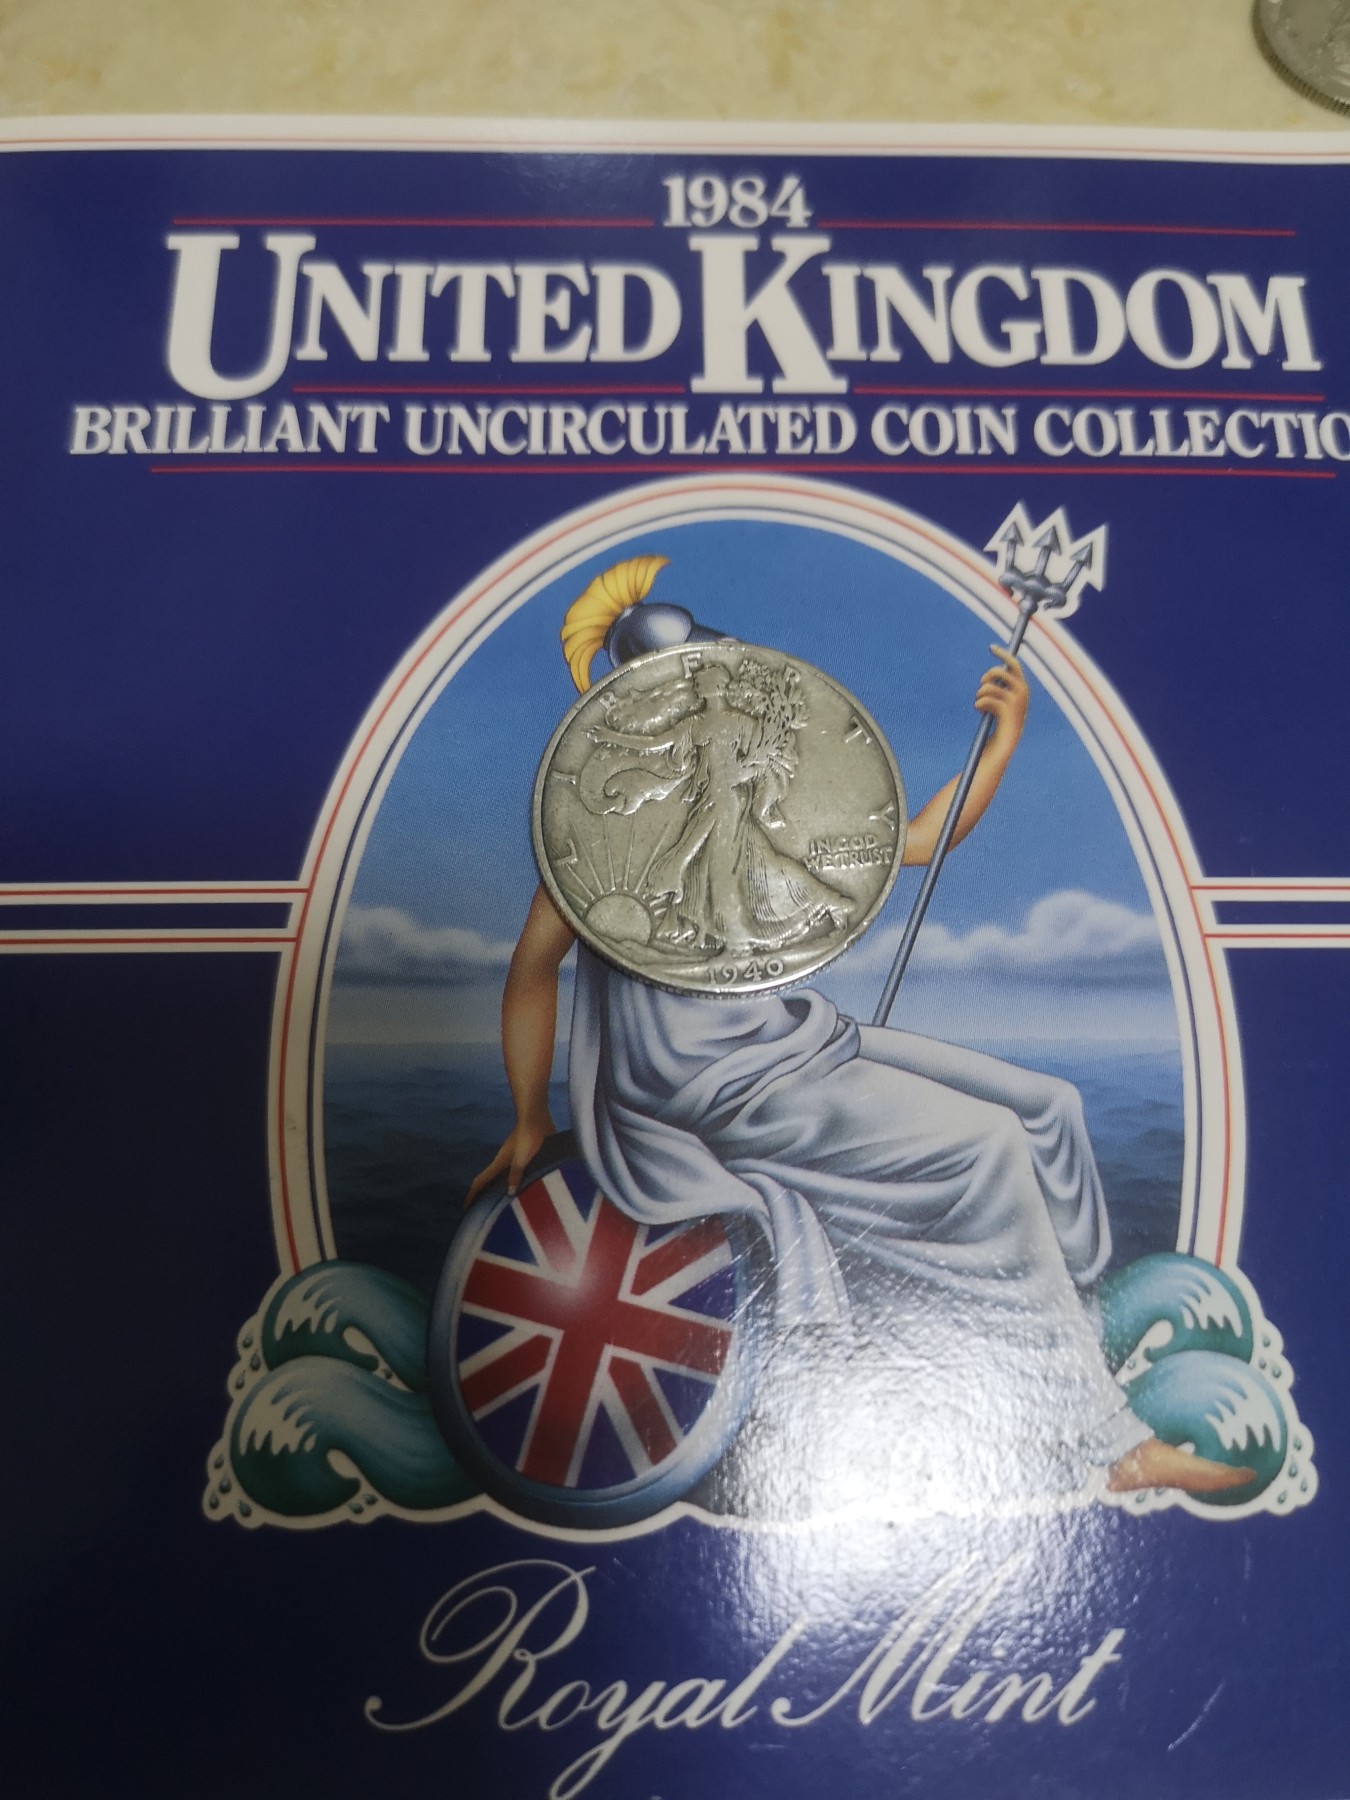 1984
UNITED KINGDOM
BRILLIANT UNCIRCULATED COIN COLLECTIO
LIBERTY
IN GOD
WE TRUST
1940
Royal Mint